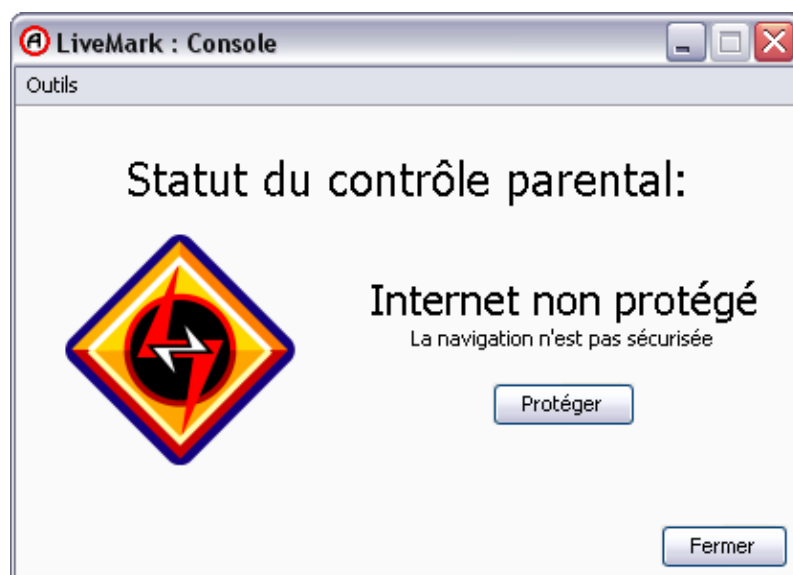 LiveMark : Console
Outils
Statut du contrôle parental:
Internet non protégé
La navigation n'est pas sécurisée
Protéger
Fermer